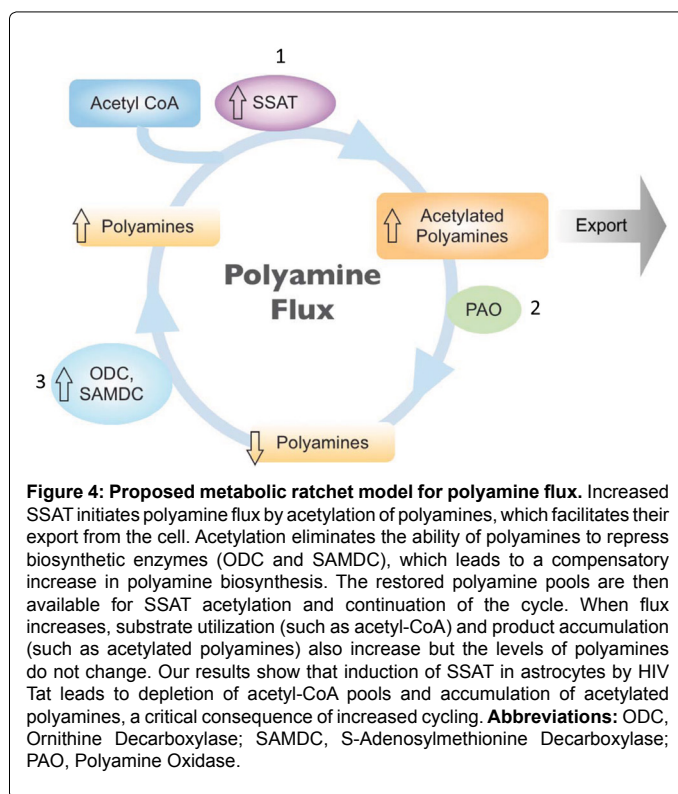 1
Acetyl CoA
SSAT
Polyamines
Acetylated
Polyamines
Export
Polyamine
Flux
PAO
2
3
ODC,
SAMDC
Polyamines
Figure 4: Proposed metabolic ratchet model for polyamine flux. Increased
SSAT initiates polyamine flux by acetylation of polyamines, which facilitates their
export from the cell. Acetylation eliminates the ability of polyamines to repress
biosynthetic enzymes (ODC and SAMDC), which leads to a compensatory
increase in polyamine biosynthesis. The restored polyamine pools are then
available for SSAT acetylation and continuation of the cycle. When flux
increases, substrate utilization (such as acetyl-CoA) and product accumulation
(such as acetylated polyamines) also increase but the levels of polyamines
do not change. Our results show that induction of SSAT in astrocytes by HIV
Tat leads to depletion of acetyl-CoA pools and accumulation of acetylated
polyamines, a critical consequence of increased cycling. Abbreviations: ODC,
Ornithine Decarboxylase; SAMDC, S-Adenosylmethionine Decarboxylase;
PAO, Polyamine Oxidase.